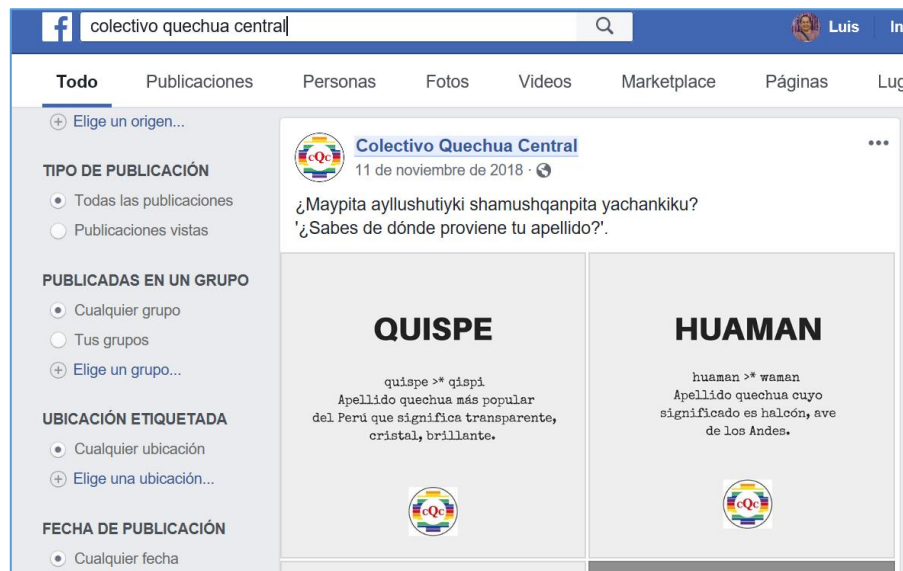 colectivo quechua central
Luis
In
Todo
Publicaciones
Personas
Fotos
Videos
Marketplace
Páginas
Lug
Elige un origen...
TIPO DE PUBLICACIÓN
Todas las publicaciones
Publicaciones vistas
PUBLICADAS EN UN GRUPO
Cualquier grupo
Tus grupos
Elige un grupo...
UBICACIÓN ETIQUETADA
Cualquier ubicación
Elige una ubicación...
FECHA DE PUBLICACIÓN
Cualquier fecha
cQc
Colectivo Quechua Central
11 de noviembre de 2018 ·
¿Maypita ayllushutiyki shamushqanpita yachankiku?
'¿Sabes de dónde proviene tu apellido?'.
QUISPE
quispe >* qispi
Apellido quechua más popular
del Perú que significa transparente,
cristal, brillante.
cQc
HUAMAN
huaman >* waman
Apellido quechua cuyo
significado es halcón, ave
de los Andes.
cQc